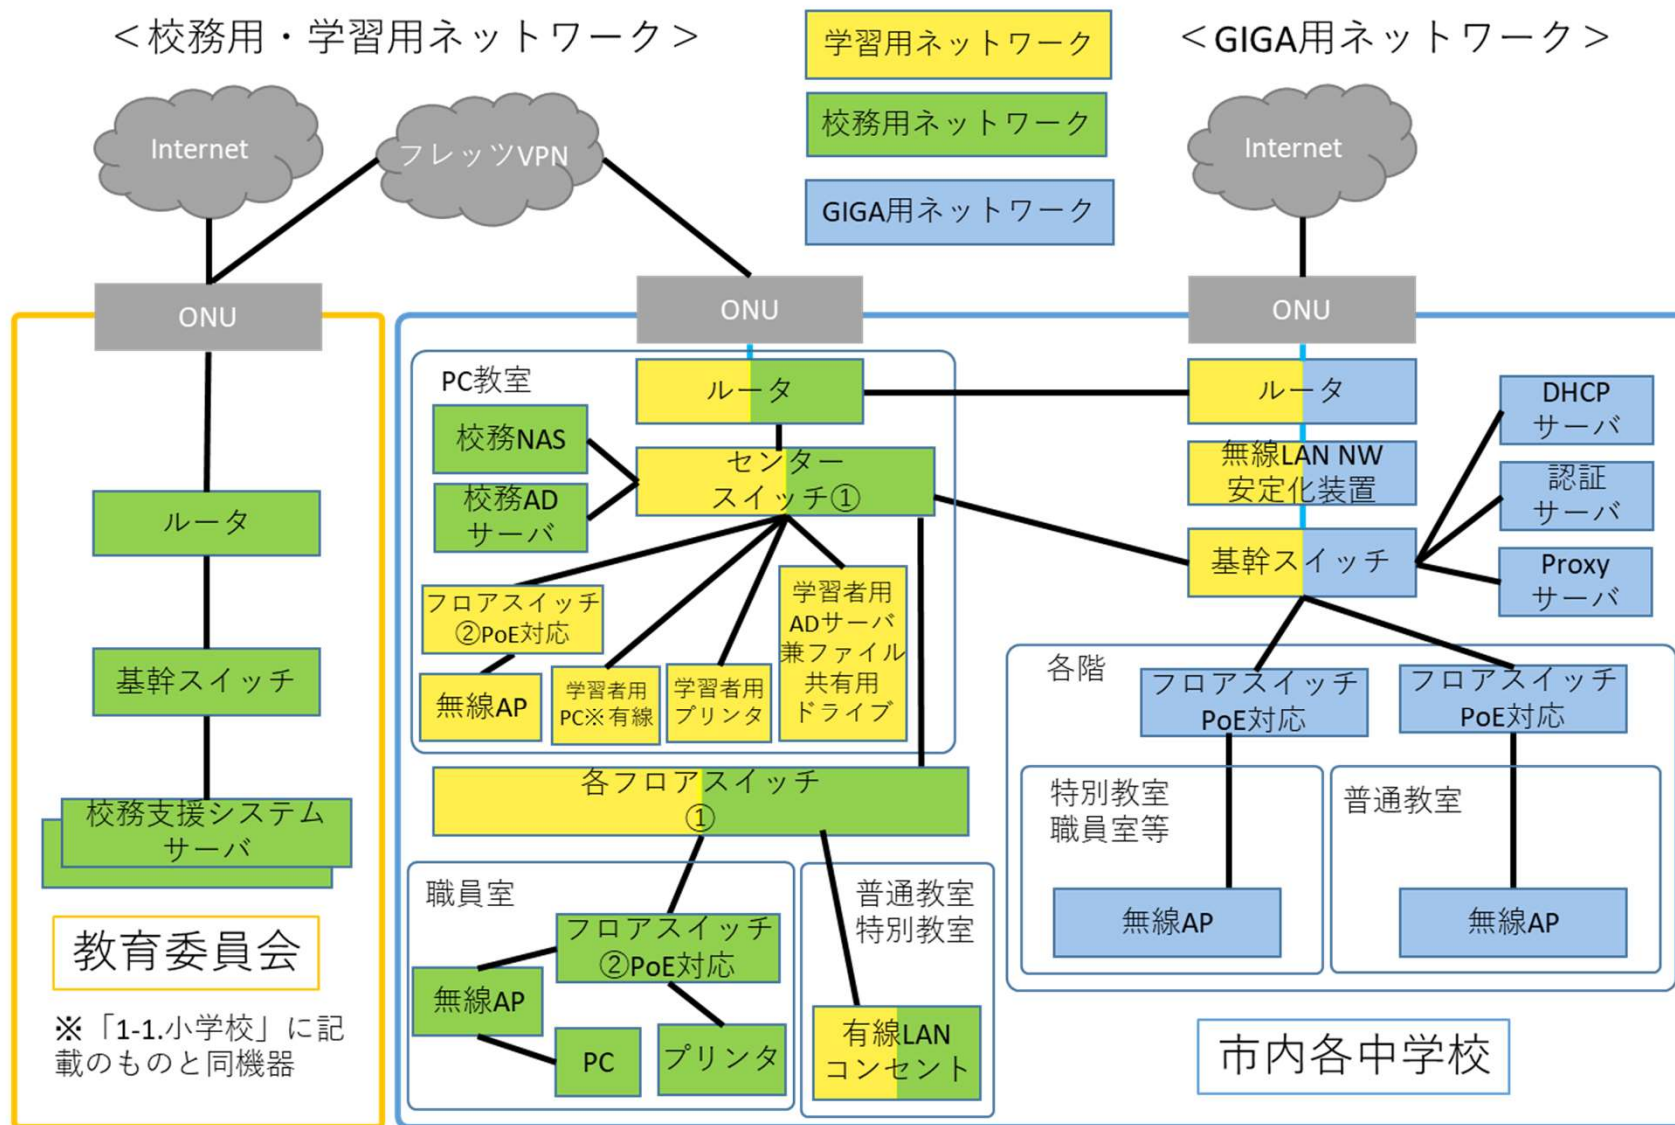 ＜校務用・学習用ネットワーク＞
学習用ネットワーク
校務用ネットワーク
GIGA用ネットワーク
＜GIGA用ネットワーク＞
Internet
フレッツVPN
Internet
ONU
ルータ
基幹スイッチ
校務支援システム
サーバ
教育委員会
※「1-1.小学校」に記
載のものと同機器
ONU
PC教室
ルータ
校務NAS
校務AD
サーバ
センター
スイッチ①
フロアスイッチ
②PoE対応
無線AP
学習者用
PC※有線
学習者用
プリンタ
学習者用
ADサーバ
兼ファイル
共有用
ドライブ
各フロアスイッチ
①
職員室
フロアスイッチ
②PoE対応
無線AP
PC
プリンタ
普通教室
特別教室
有線LAN
コンセント
ONU
ルータ
無線LAN NW
安定化装置
基幹スイッチ
DHCP
サーバ
認証
サーバ
Proxy
サーバ
各階
フロアスイッチ
PoE対応
フロアスイッチ
PoE対応
特別教室
職員室等
無線AP
普通教室
無線AP
市内各中学校